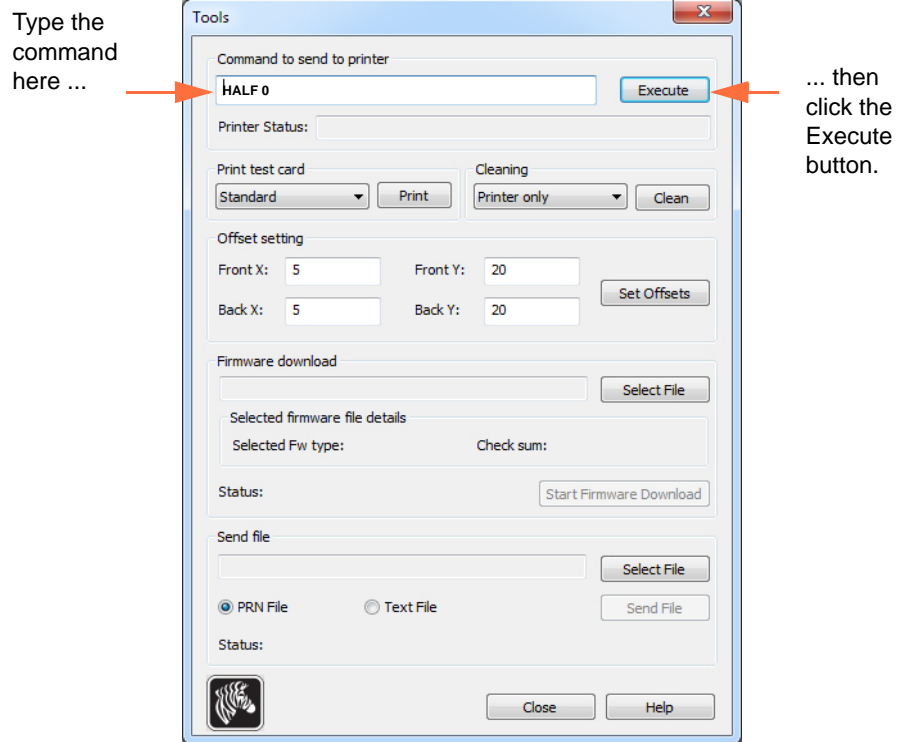 Type the
command
here ...
Tools
Command to send to printer
HALF 0
Execute
Printer Status:
... then
click the
Execute
button.
Print test card
Standard
Print
Cleaning
Printer only
Clean
Offset setting
Front X: 5 Front Y: 20
Set Offsets
Back X: 5 Back Y: 20
Firmware download
Select File
Selected firmware file details
Selected Fw type: Check sum:
Status:
Start Firmware Download
Send file
Select File
PRN File Text File
Send File
Status:
Close Help